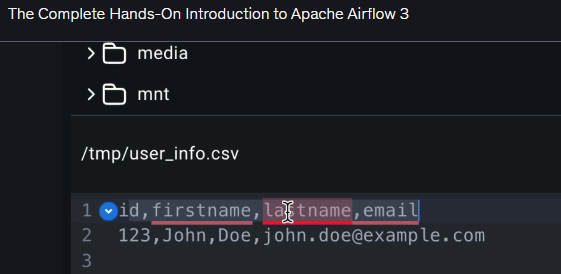 The Complete Hands-On Introduction to Apache Airflow 3
media
mnt
/tmp/user_info.csv
1 id,firstname,lastname,email
2 123,John,Doe,john.doe@example.com
3